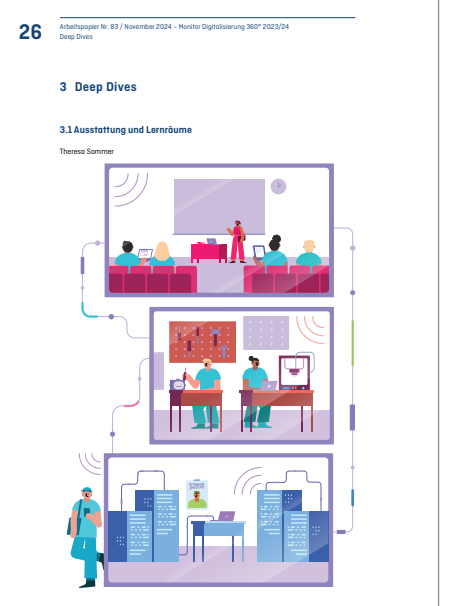 26
Arbeitspapier Nr. 83 / November 2024 – Monitor Digitalisierung 360° 2023/24
Deep Dives
3 Deep Dives
3.1 Ausstattung und Lernräume
Theresa Sommer